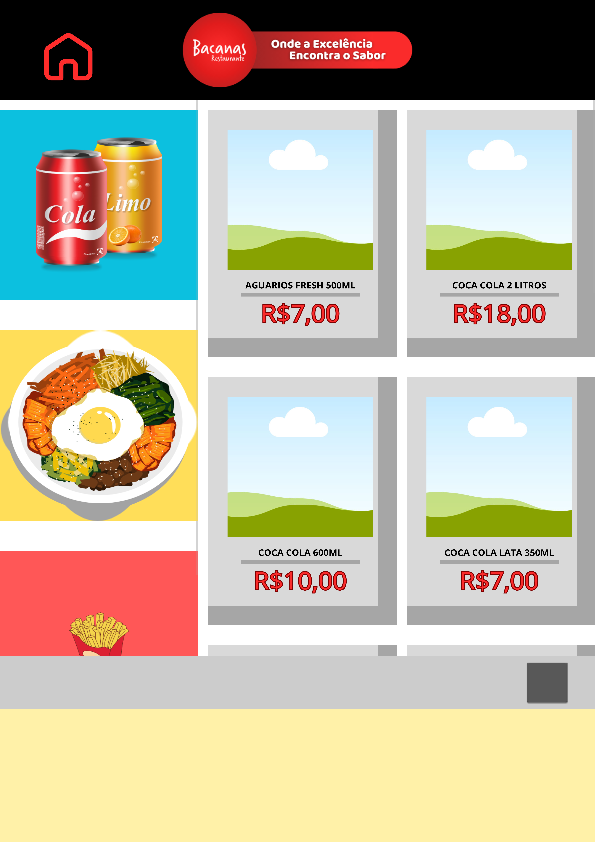 Bacanas
Restaurante
Onde a Excelência
Encontra o Sabor
Cola
Limo
AGUARIOS FRESH 500ML
R$7,00
COCA COLA 2 LITROS
R$18,00
COCA COLA 600ML
R$10,00
COCA COLA LATA 350ML
R$7,00